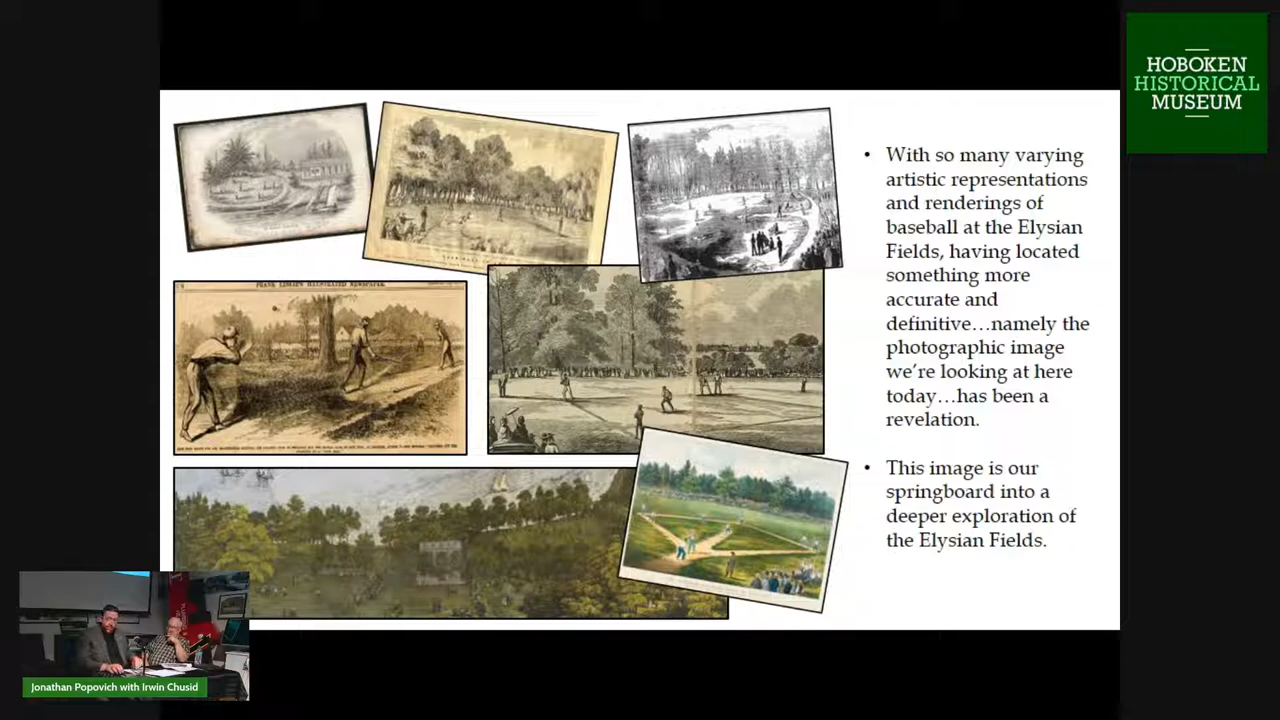 HOBOKEN
HISTORICAL
MUSEUM
• With so many varying
artistic representations
and renderings of
baseball at the Elysian
Fields, having located
something more
accurate and
definitive…namely the
photographic image
we’re looking at here
today…has been a
revelation.
• This image is our
springboard into a
deeper exploration of
the Elysian Fields.
FRANK LESLIE'S ILLUSTRATED NEWSPAPER
Jonathan Popovich with Irwin Chusid